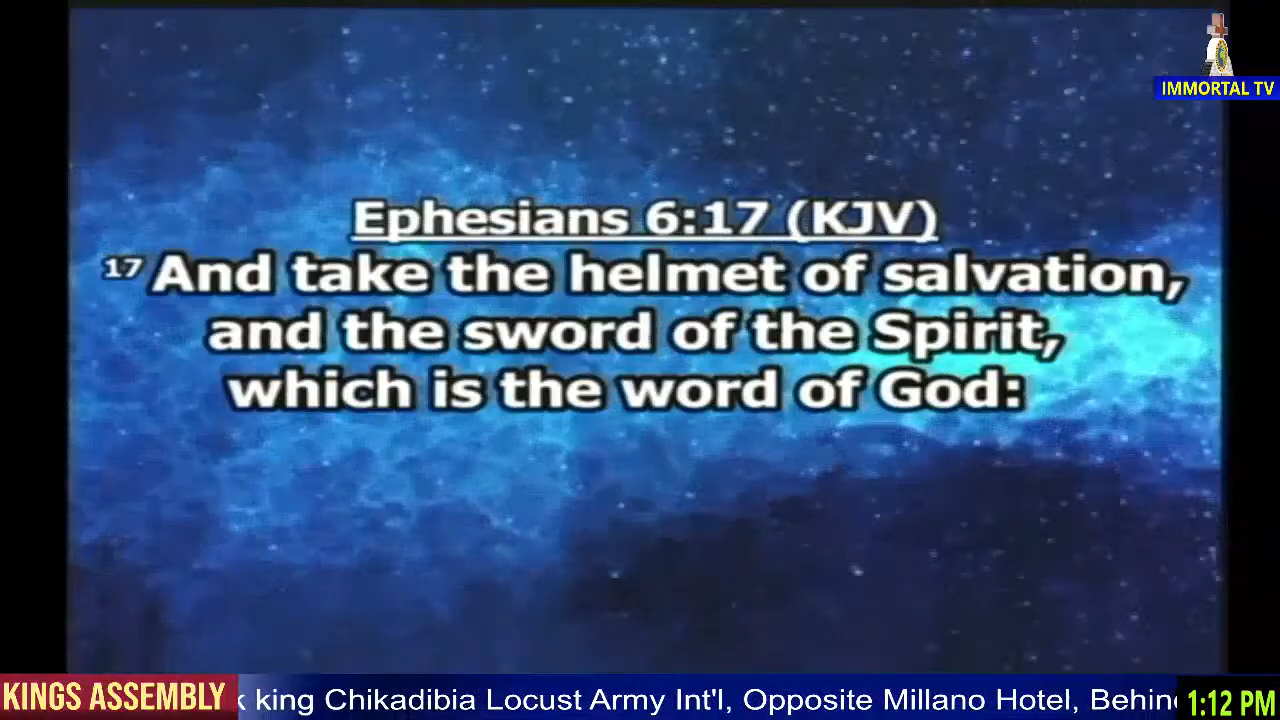 IMMORTAL TV
Ephesians 6:17 (KJV)
17 And take the helmet of salvation,
and the sword of the Spirit,
which is the word of God:
KINGS ASSEMBLY
king Chikadibia Locust Army Int'l, Opposite Millano Hotel,
1:12 PM